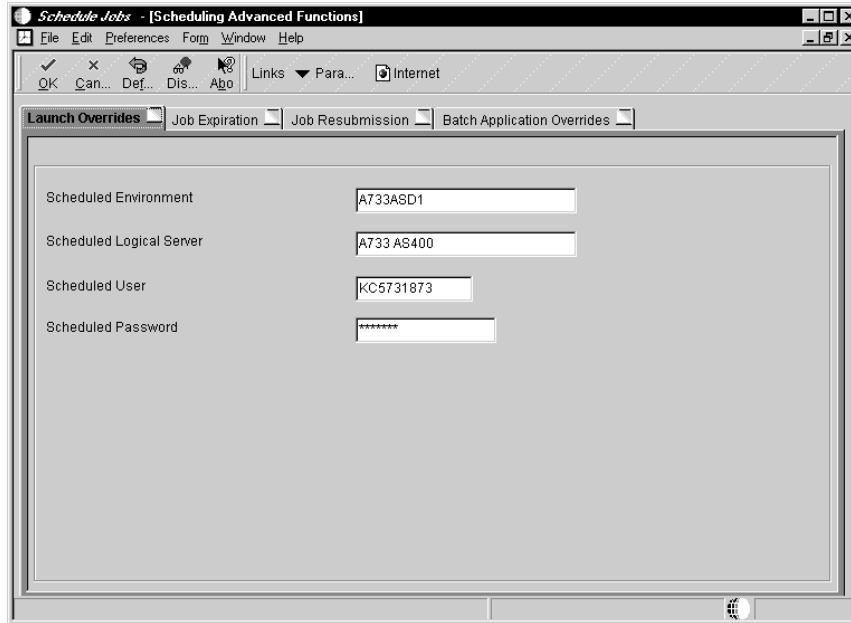 Schedule Jobs - [Scheduling Advanced Functions]
File Edit Preferences Form Window Help
OK Can... Def... Dis... Abo Links Para... Internet
Launch Overrides Job Expiration Job Resubmission Batch Application Overrides
Scheduled Environment A733ASD1
Scheduled Logical Server A733 AS400
Scheduled User KC5731873
Scheduled Password *******